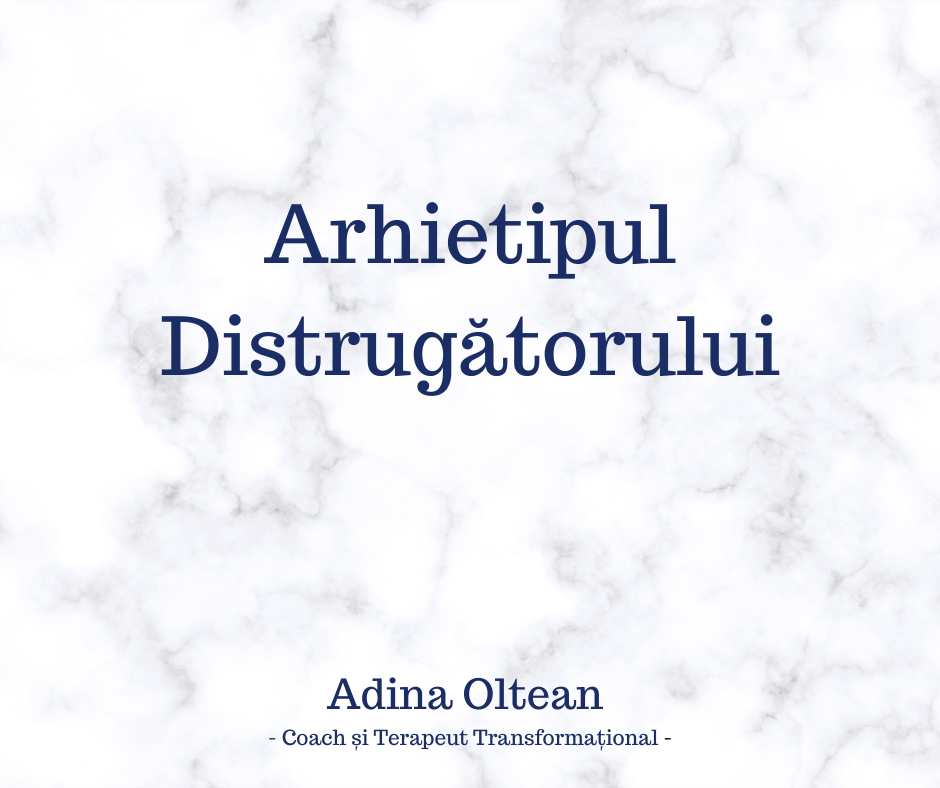 Arhietipul
Distrugătorului
Adina Oltean
- Coach și Terapeut Transformațional -